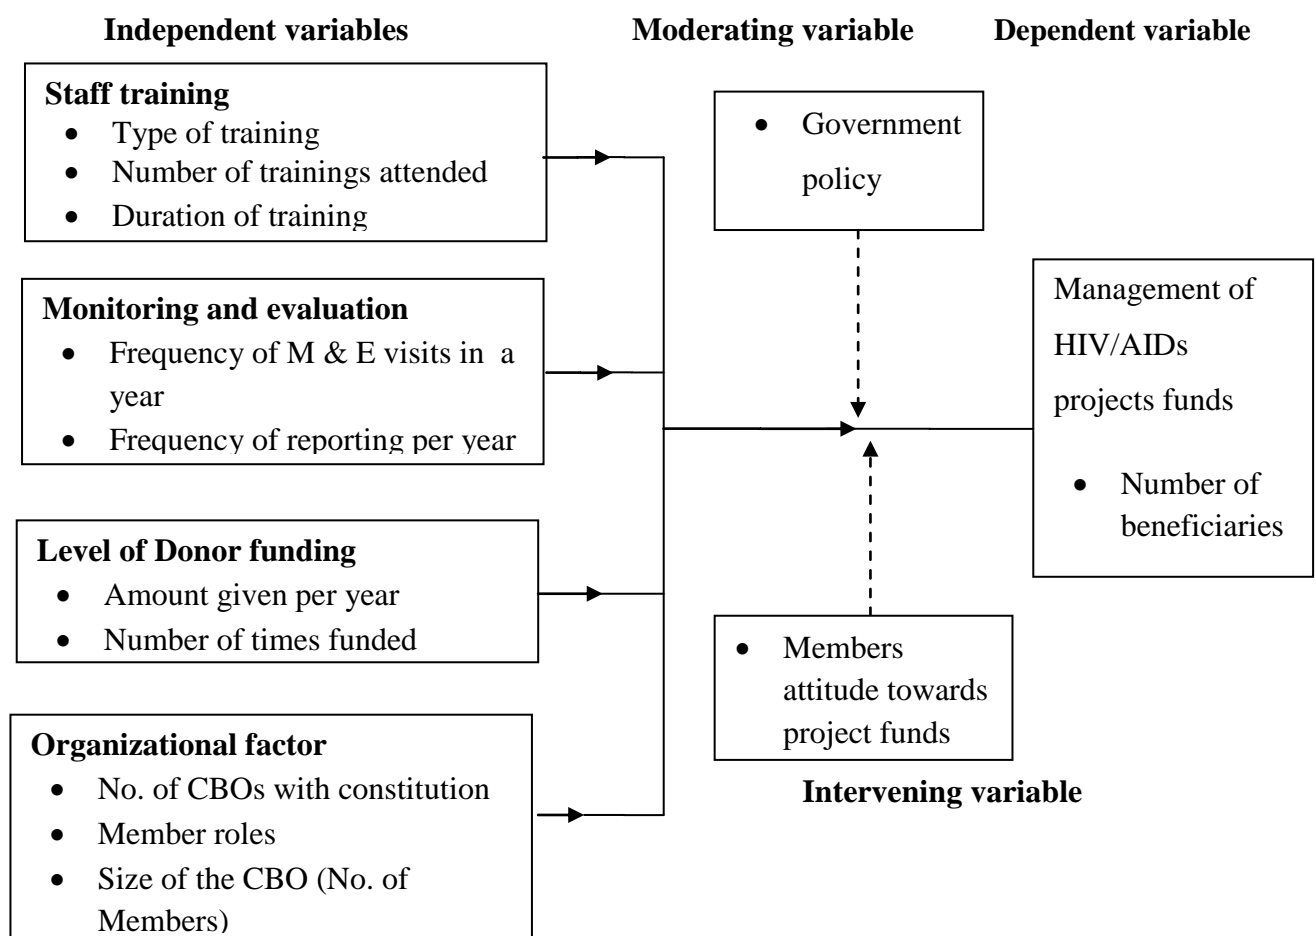 Independent variables
Moderating variable
Dependent variable
Staff training
• Type of training
• Number of trainings attended
• Duration of training
Monitoring and evaluation
• Frequency of M & E visits in a
year
• Frequency of reporting per year
Level of Donor funding
• Amount given per year
• Number of times funded
Organizational factor
• No. of CBOs with constitution
• Member roles
• Size of the CBO (No. of
Members)
• Government
policy
• Members
attitude towards
project funds
Intervening variable
Management of
HIV/AIDs
projects funds
• Number of
beneficiaries